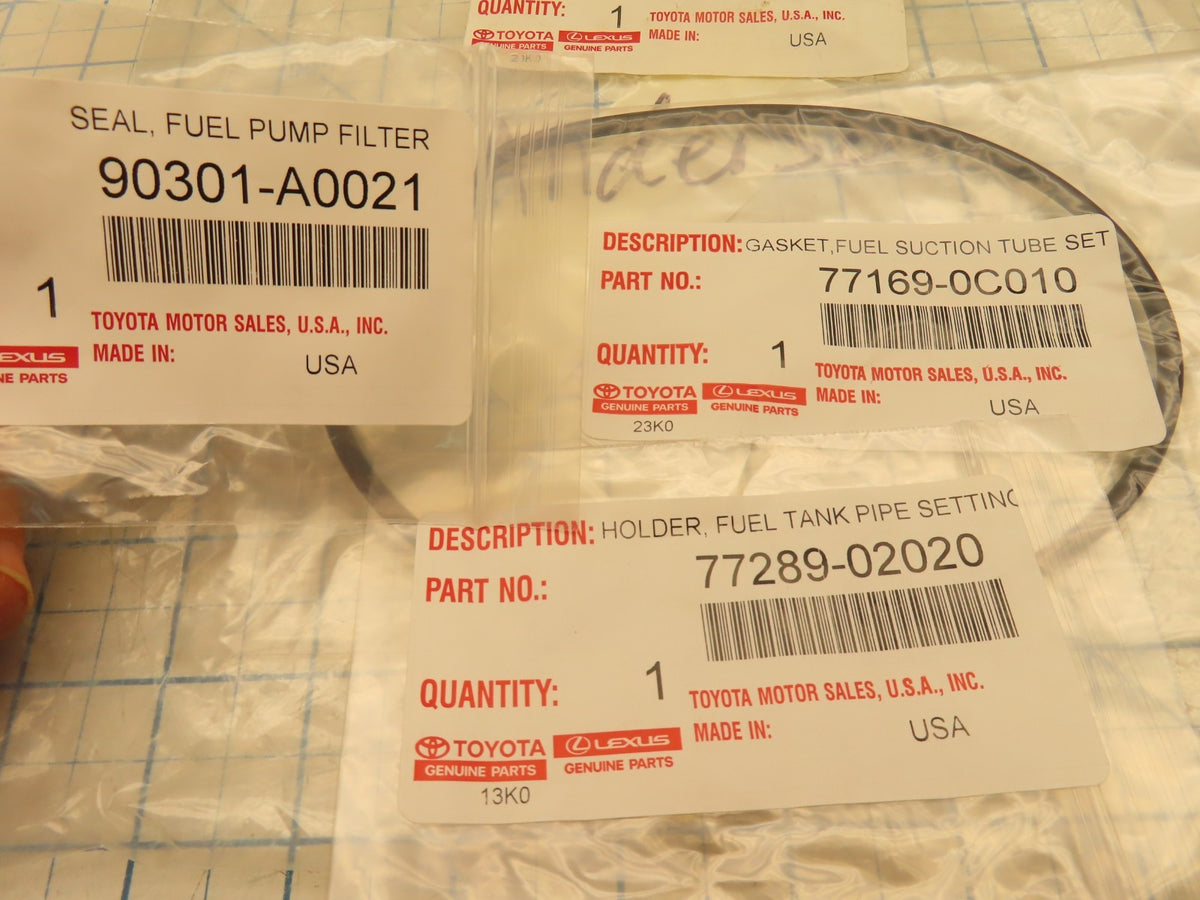 QUANTITY: 1
TOYOTA MOTOR SALES, U.S.A., INC.
MADE IN: USA
TOYOTA LEXUS
GENUINE PARTS GENUINE PARTS
SEAL, FUEL PUMP FILTER
90301-A0021
1
TOYOTA MOTOR SALES, U.S.A., INC.
MADE IN: USA
EXUS
NE PARTS
DESCRIPTION: GASKET,FUEL SUCTION TUBE SET
PART NO.: 77169-0C010
QUANTITY: 1
TOYOTA MOTOR SALES, U.S.A., INC.
MADE IN: USA
TOYOTA LEXUS
GENUINE PARTS GENUINE PARTS
23K0
DESCRIPTION: HOLDER, FUEL TANK PIPE SETTING
PART NO.: 77289-02020
QUANTITY: 1
TOYOTA MOTOR SALES, U.S.A., INC.
MADE IN: USA
TOYOTA LEXUS
GENUINE PARTS GENUINE PARTS
13K0